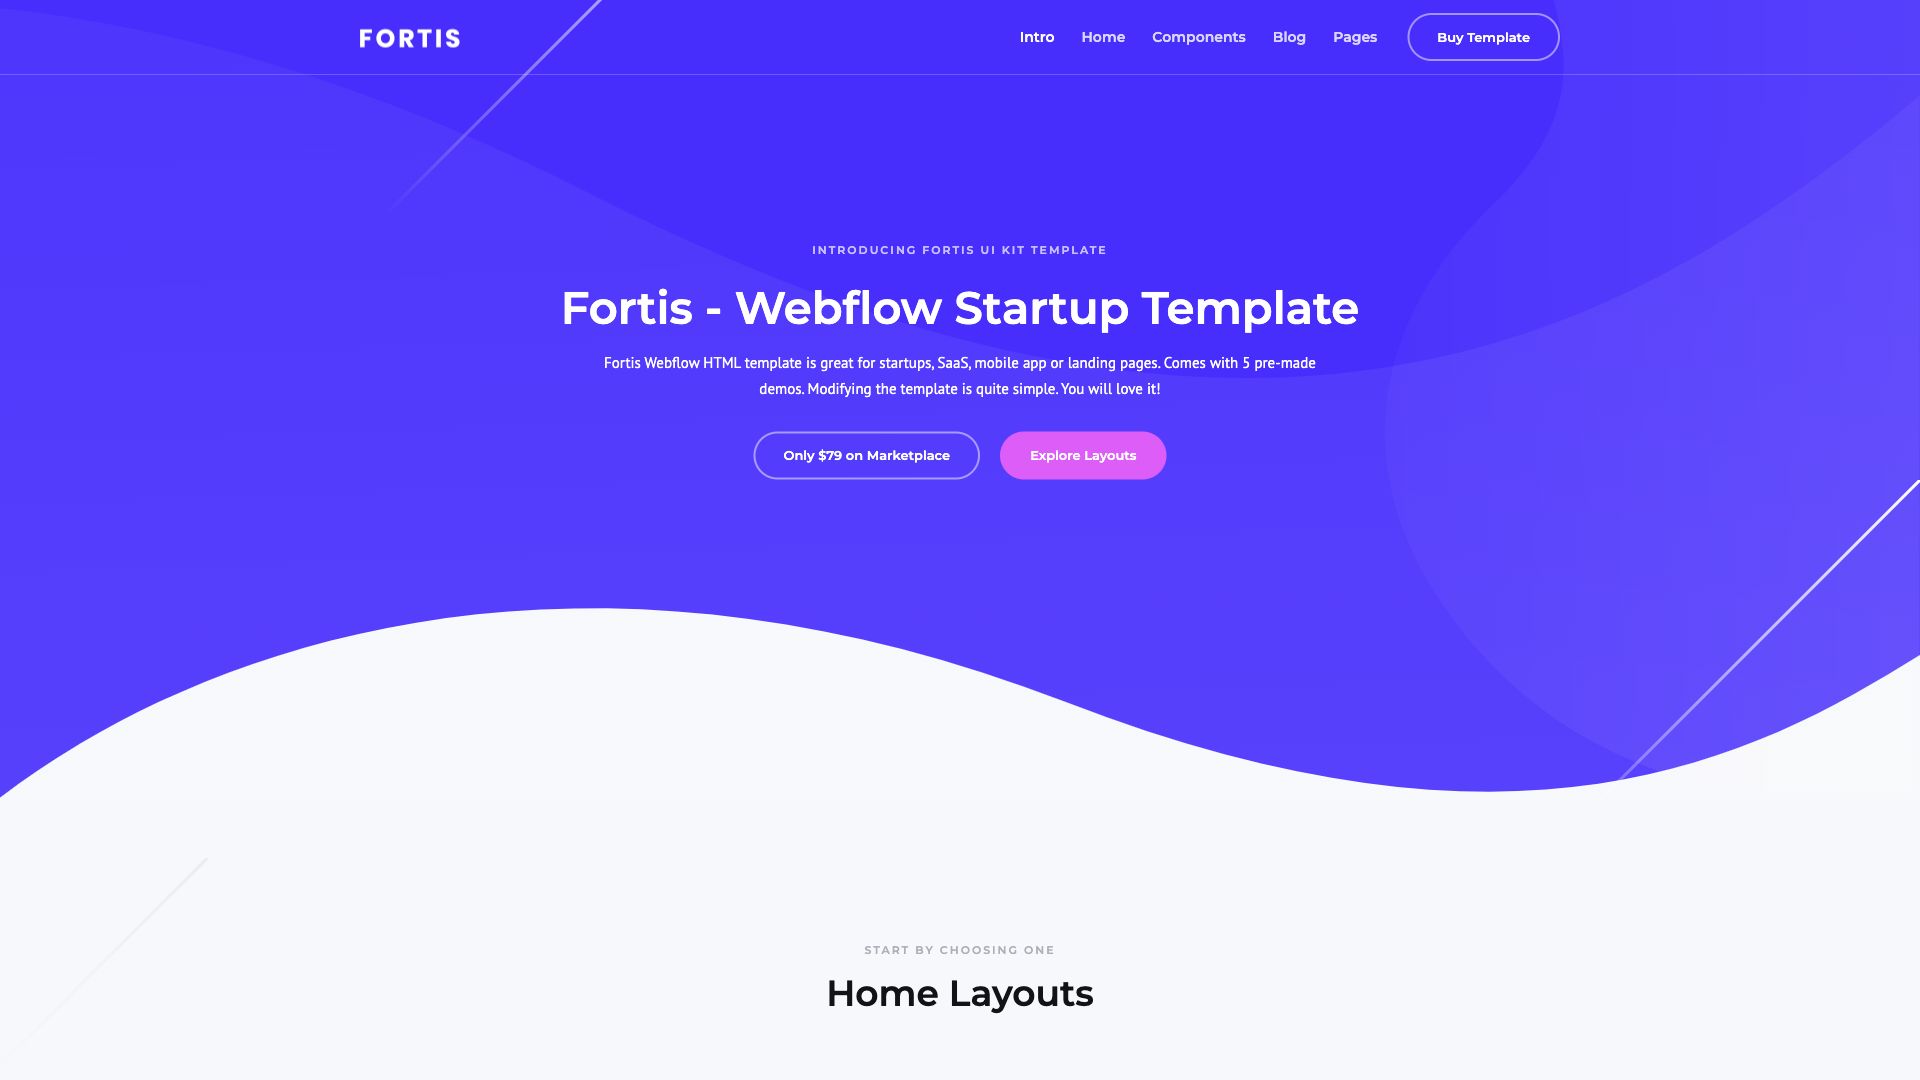 FORTIS
Intro Home Components Blog Pages Buy Template
INTRODUCING FORTIS UI KIT TEMPLATE
Fortis - Webflow Startup Template
Fortis Webflow HTML template is great for startups, SaaS, mobile app or landing pages. Comes with 5 pre-made
demos. Modifying the template is quite simple. You will love it!
Only $79 on Marketplace Explore Layouts
START BY CHOOSING ONE
Home Layouts